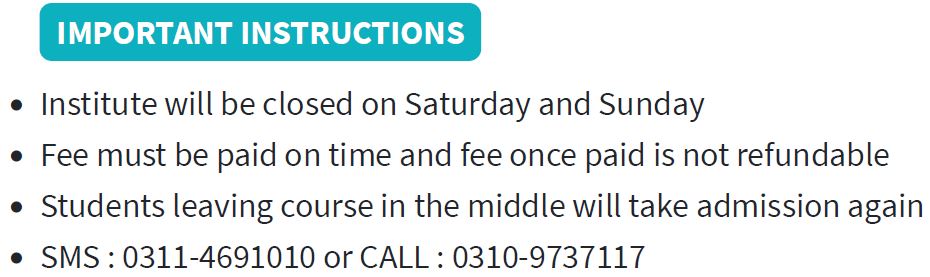 IMPORTANT INSTRUCTIONS
• Institute will be closed on Saturday and Sunday
• Fee must be paid on time and fee once paid is not refundable
• Students leaving course in the middle will take admission again
• SMS : 0311-4691010 or CALL : 0310-9737117